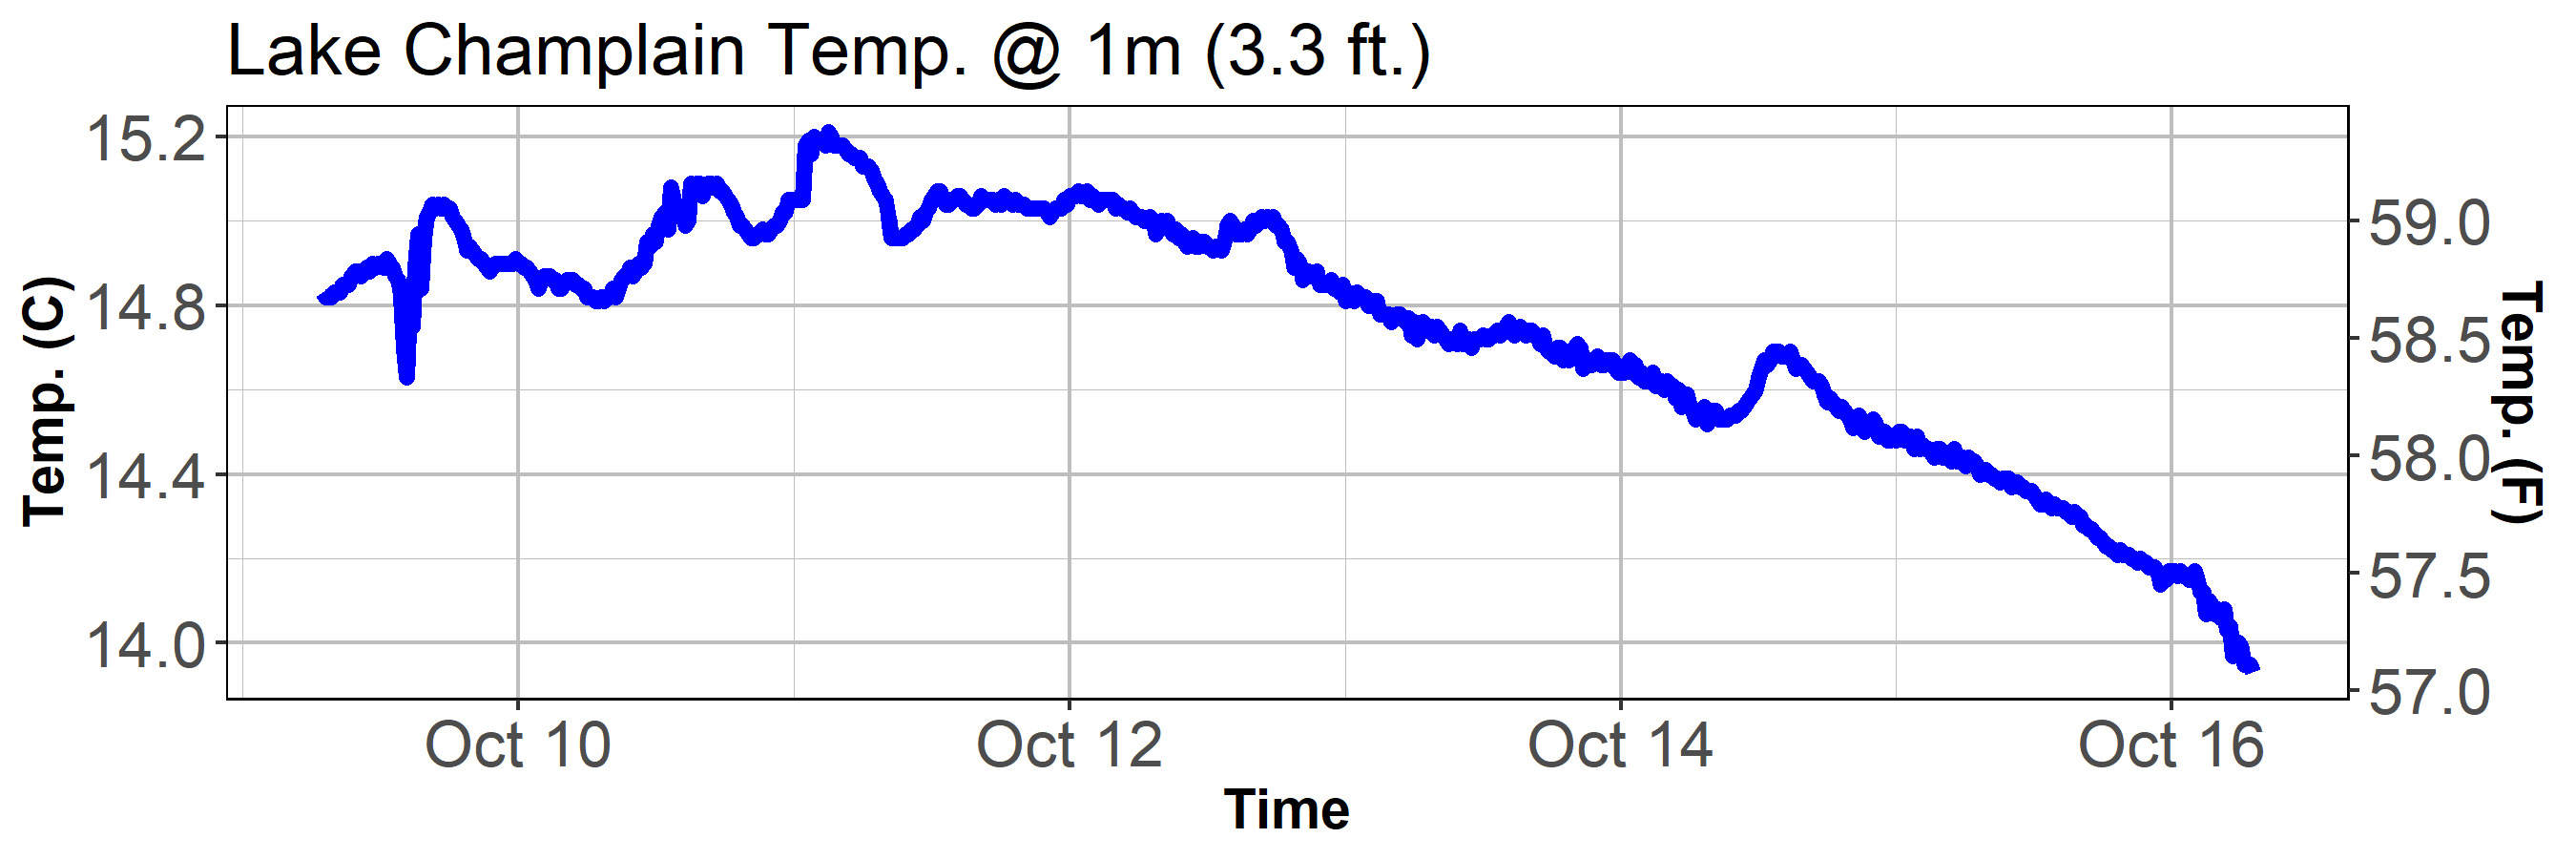 Lake Champlain Temp. @ 1m (3.3 ft.)
Temp. (C)
15.2
14.8
14.4
14.0
59.0
58.5
58.0
57.5
57.0
Temp. (F)
Oct 10 Oct 12 Oct 14 Oct 16
Time